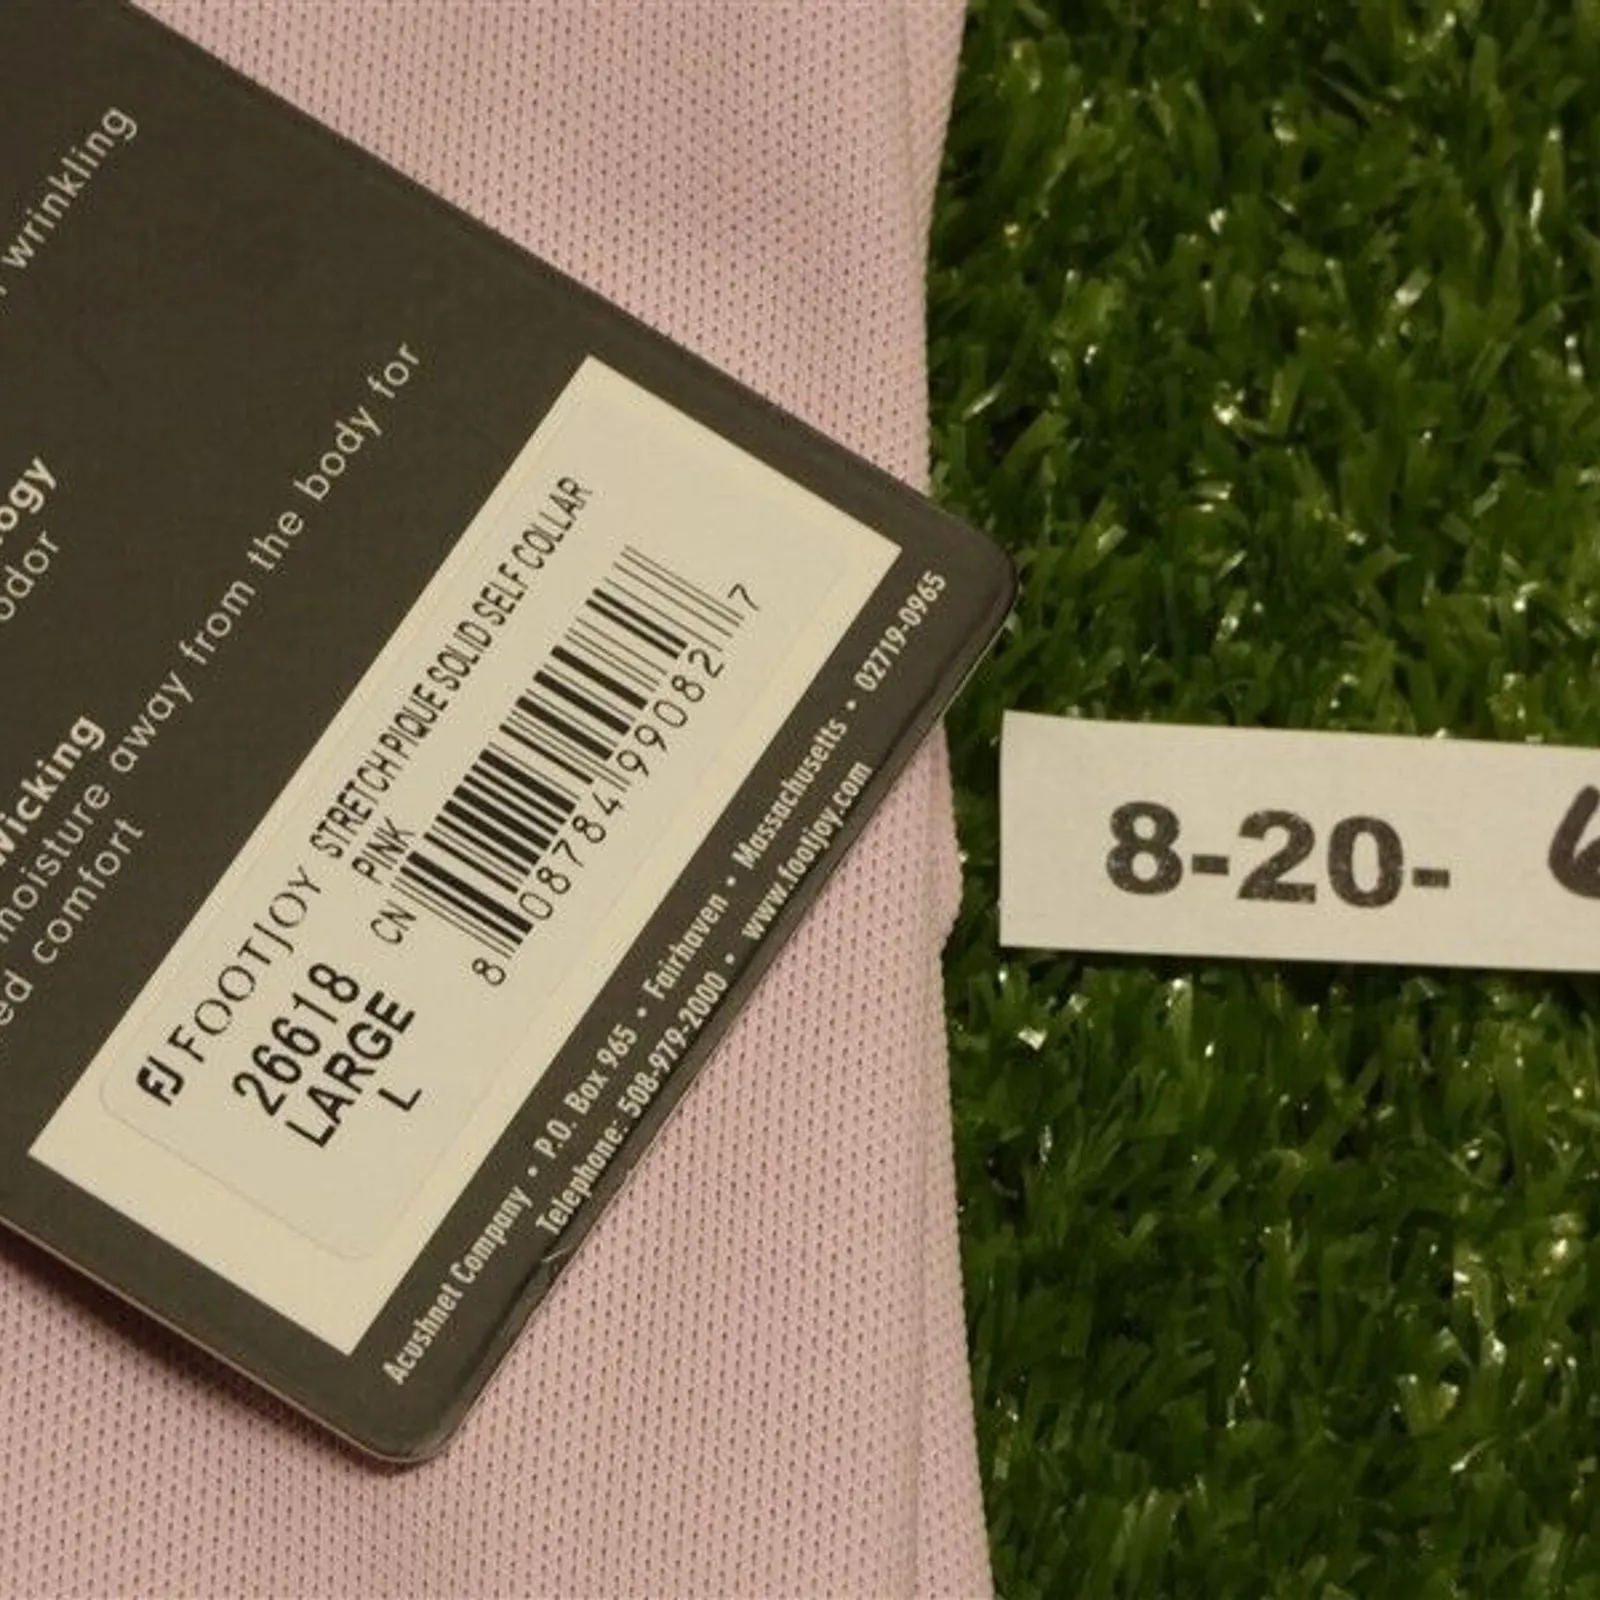 wrinkling
odor
Wicking
moisture away from the body for
comfort
FJ FOOTJOY STRETCH PIQUE SOLID SELF COLLAR
26618 PINK
LARGE CN
L
8 08784 99082 7
Acushnet Company • P.O. Box 965 • Fairhaven • Massachusetts • 02719-0965
Telephone: 508-979-2000 • www.footjoy.com
8-20-